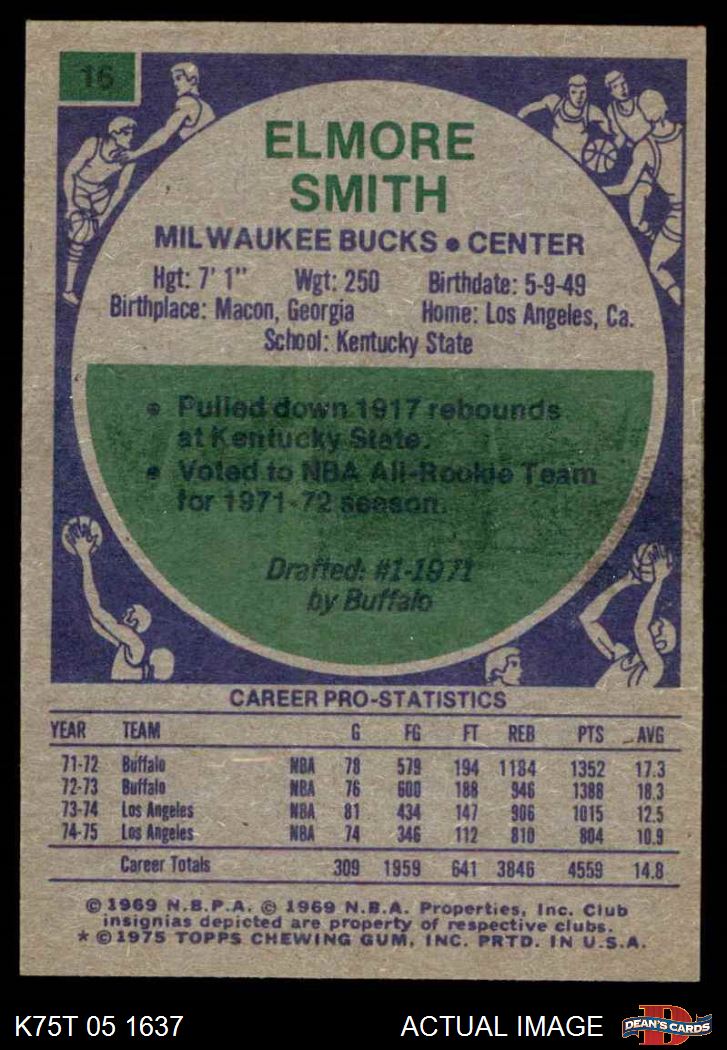 16
ELMORE
SMITH
MILWAUKEE BUCKS • CENTER
Hgt: 7' 1" Wgt: 250 Birthdate: 5-9-49
Birthplace: Macon, Georgia Home: Los Angeles, Ca.
School: Kentucky State
• Pulled down 1917 rebounds
at Kentucky State.
• Voted to NBA All-Rookie Team
for 1971-72 season.
Drafted: #1-1971
by Buffalo
CAREER PRO-STATISTICS
YEAR TEAM G FG FT REB PTS AVG
71-72 Buffalo NBA 78 579 194 1184 1352 17.3
72-73 Buffalo NBA 76 600 188 946 1388 18.3
73-74 Los Angeles NBA 81 434 147 906 1015 12.5
74-75 Los Angeles NBA 74 346 112 810 804 10.9
Career Totals 309 1959 641 3846 4559 14.8
© 1969 N.B.P.A. © 1969 N.B.A. Properties, Inc. Club
insignias depicted are property of respective clubs.
* © 1975 TOPPS CHEWING GUM, INC. PRTD. IN U.S.A.
K75T 05 1637 ACTUAL IMAGE
D
DEAN'S CARDS